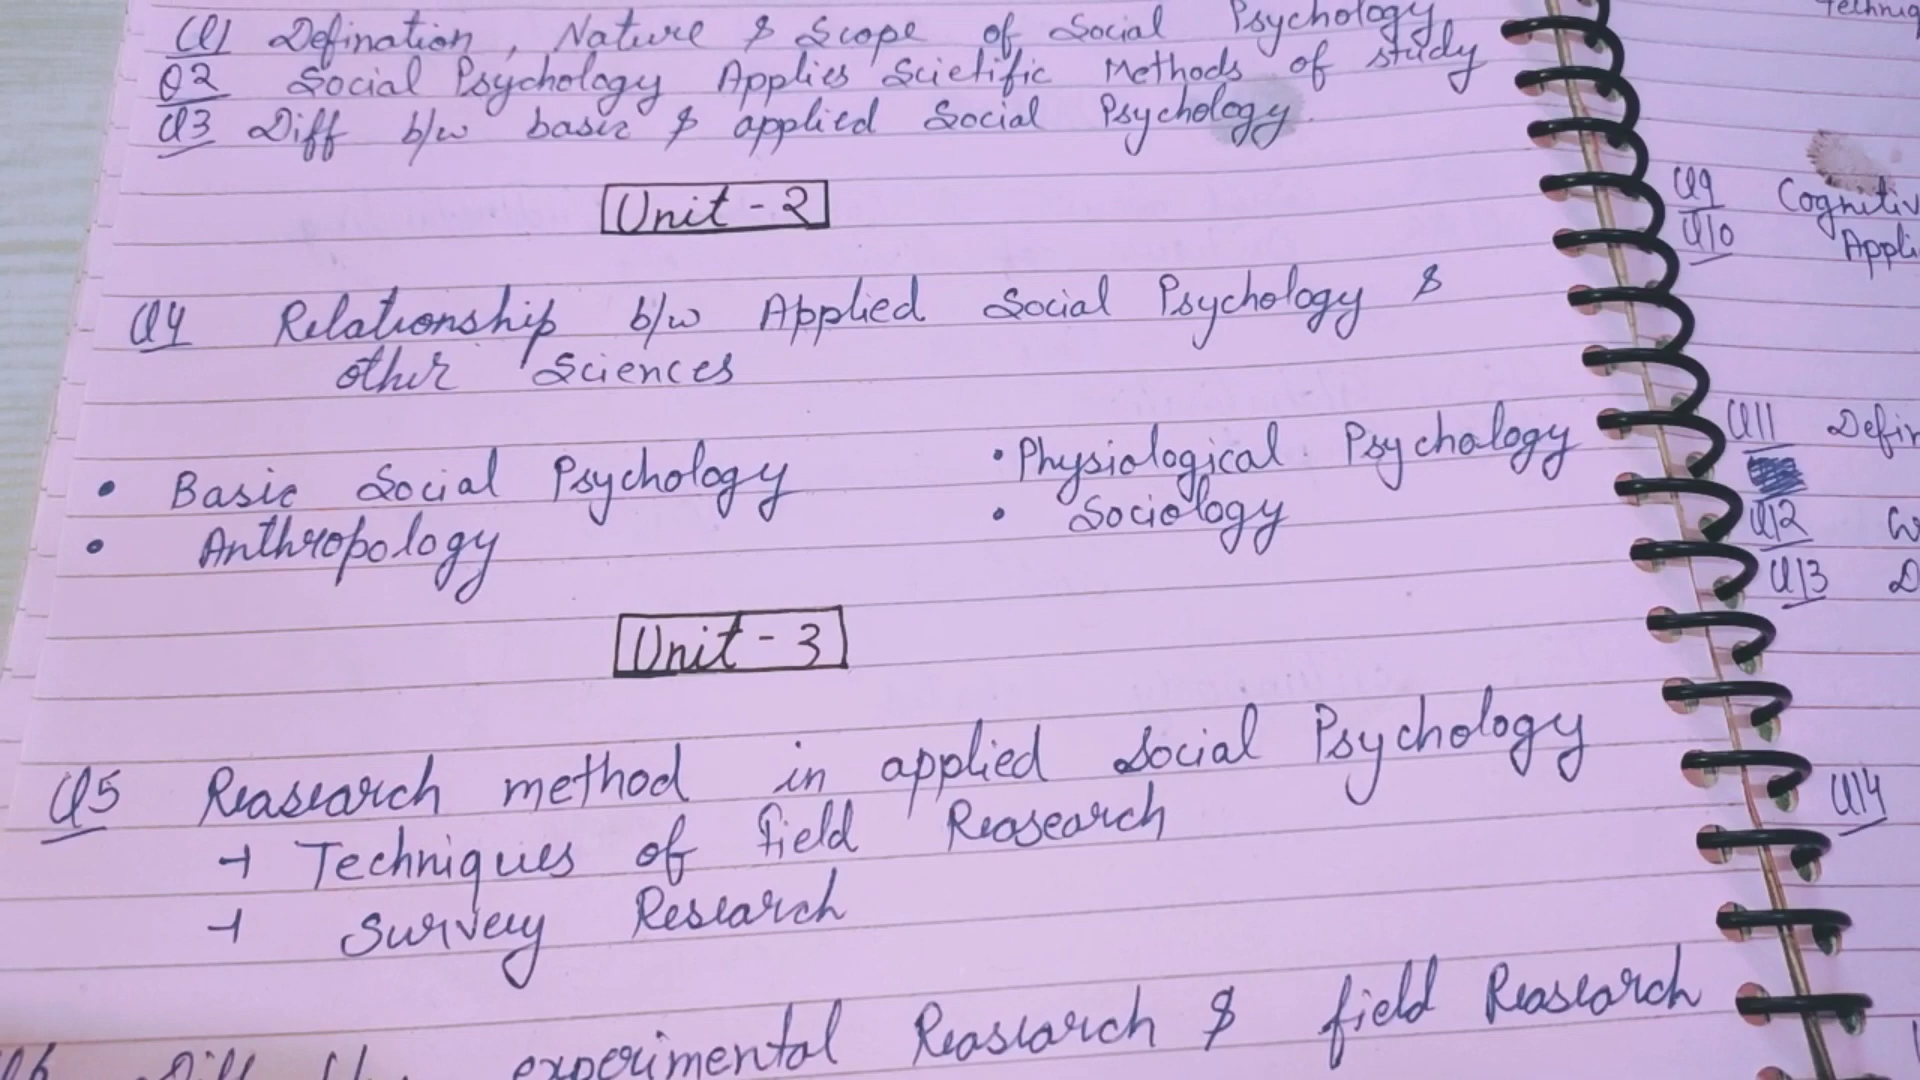 Q1 Defination, Nature & Scope of Social Psychology
Q2 Social Psychology Applies Scietific Methods of study
Q3 Diff b/w basic & applied Social Psychology.
Unit - 2
Q4 Relationship b/w Applied Social Psychology &
other Sciences
• Basic Social Psychology
• Anthropology
• Physiological Psychology
• Sociology
Unit - 3
Q5 Reasearch method in applied Social Psychology
→ Techniques of field Reasearch
→ Survey Research
Q6 Diff b/w experimental Reasearch & field Reasearch
Q9 Cognitiv
Q10 Appli
Q11 Defin
Q12
Q13 D
Q14